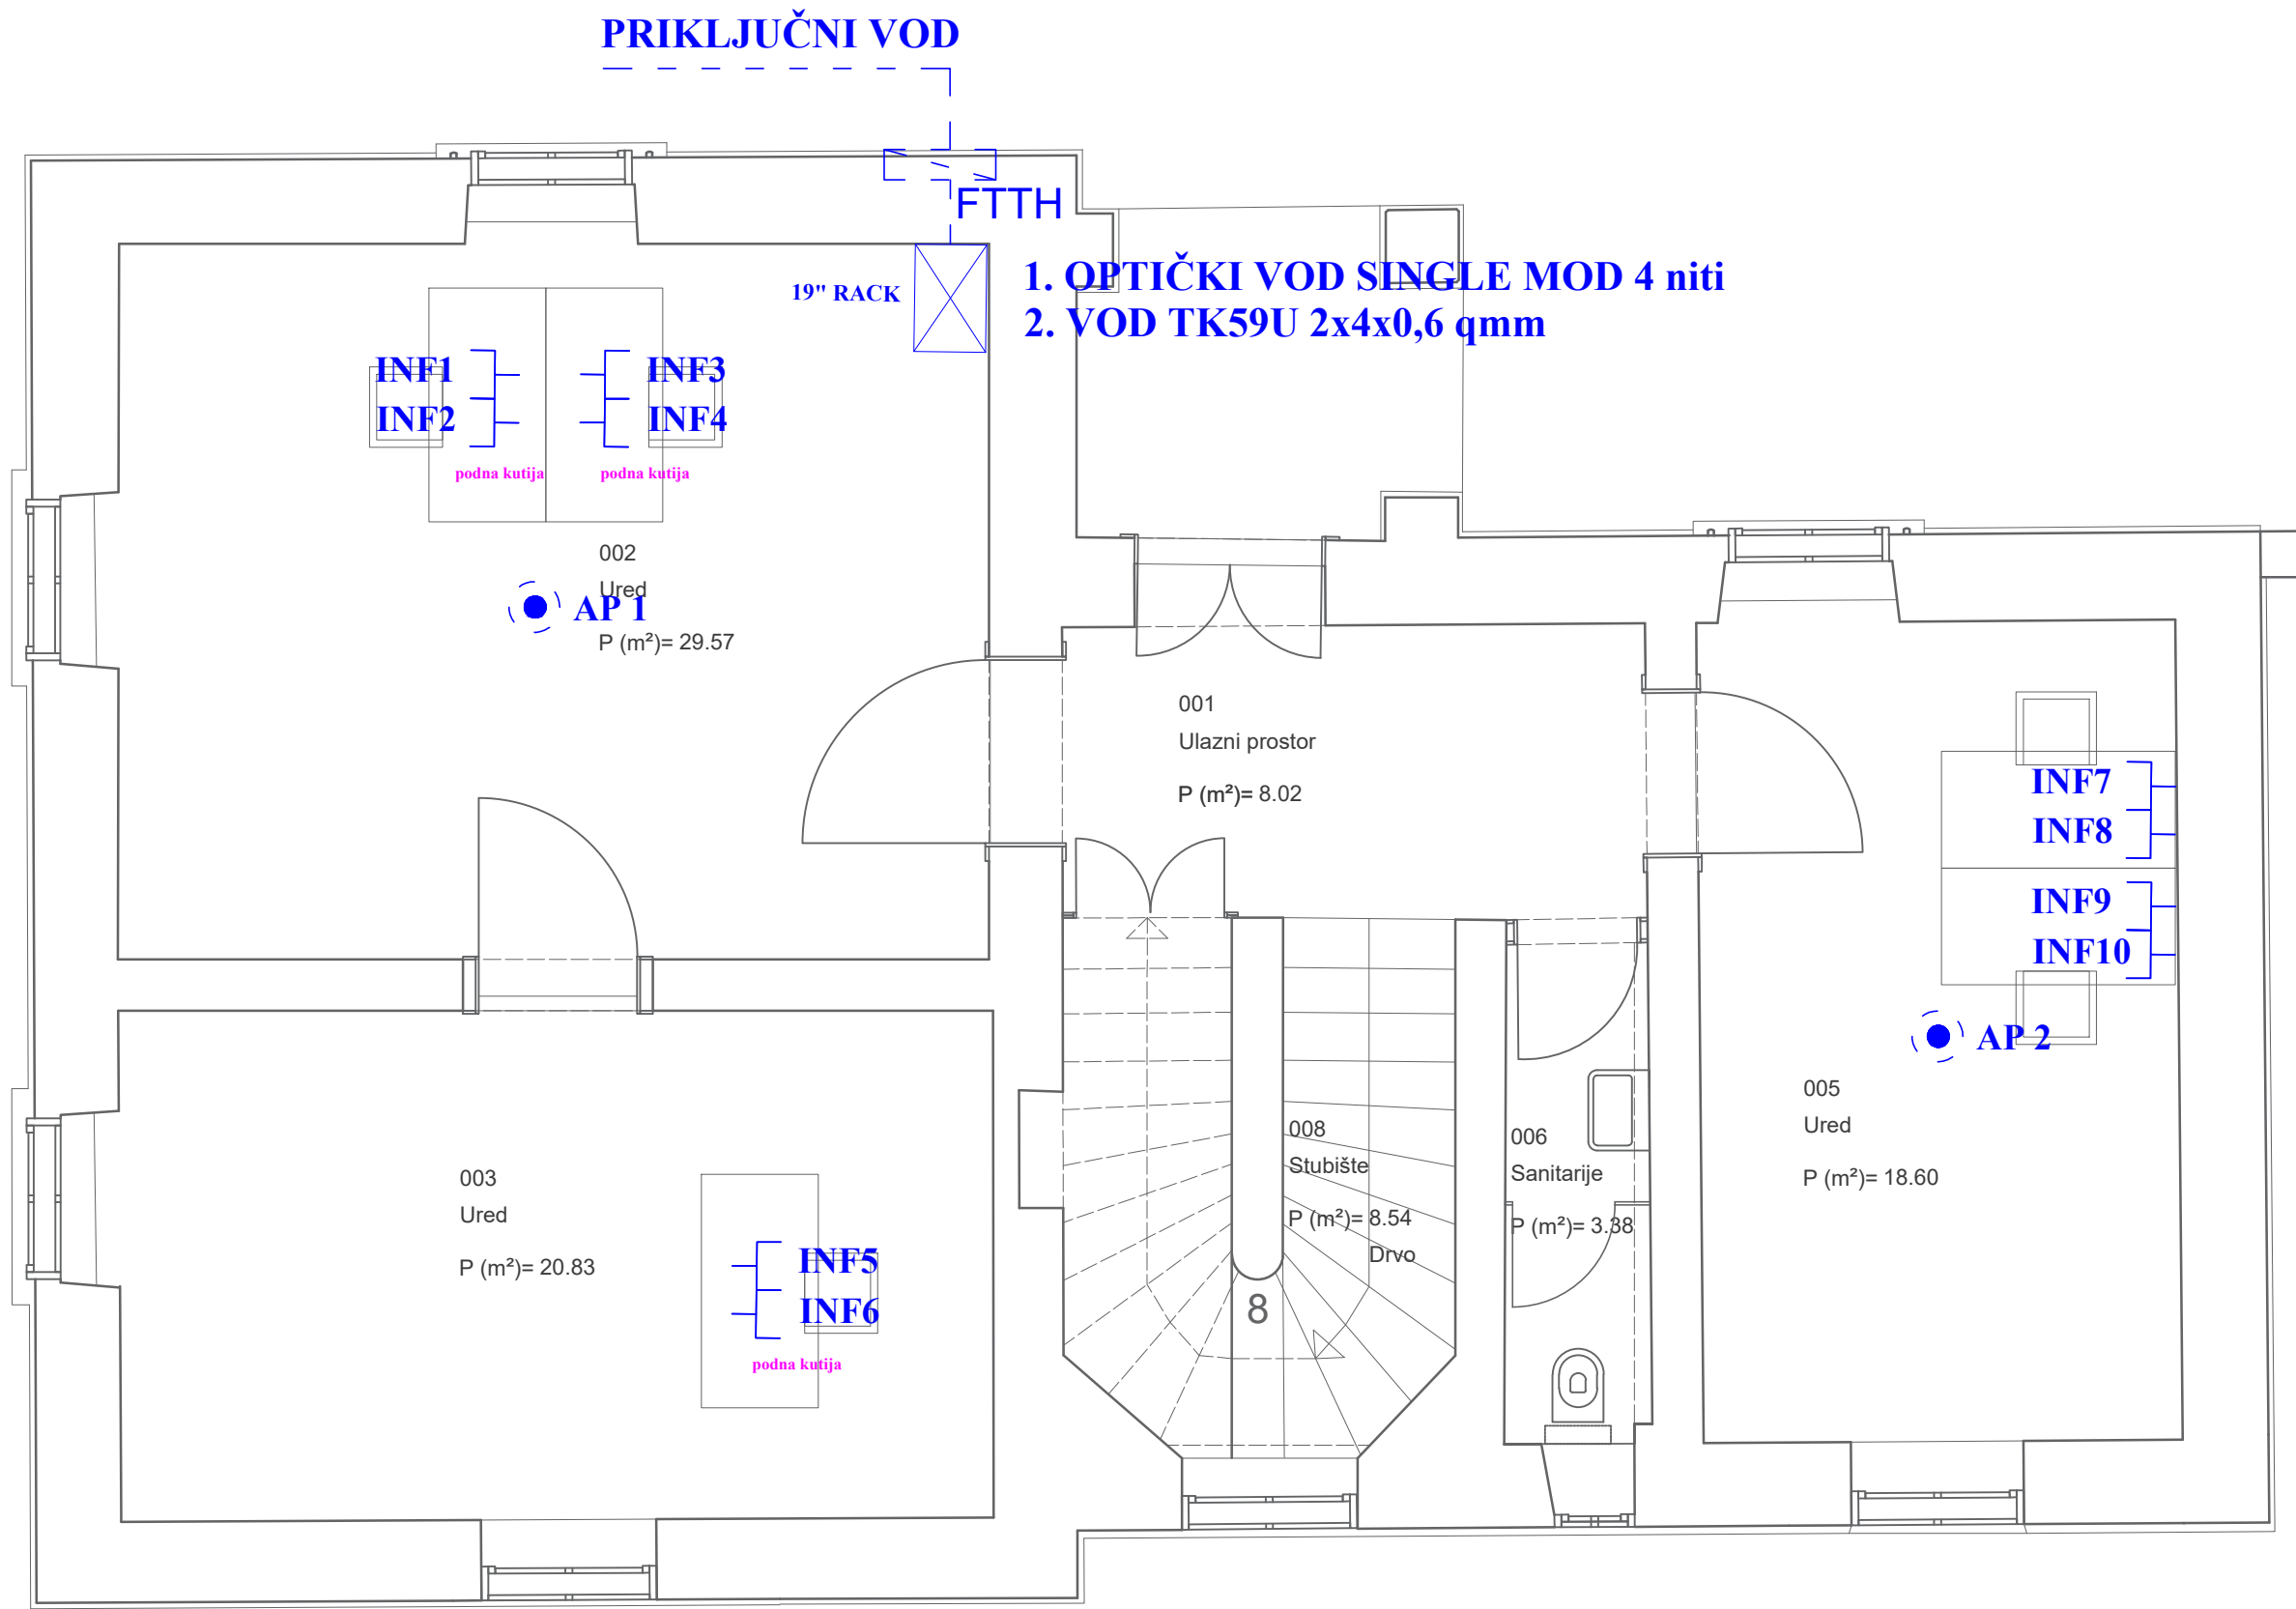 PRIKLJUČNI VOD
FTTH
19" RACK
1. OPTIČKI VOD SINGLE MOD 4 niti
2. VOD TK59U 2x4x0,6 qmm
INF1
INF2
INF3
INF4
podna kutija
podna kutija
002
Ured
AP 1
P (m²)= 29.57
001
Ulazni prostor
P (m²)= 8.02
INF7
INF8
INF9
INF10
AP 2
005
Ured
P (m²)= 18.60
003
Ured
P (m²)= 20.83
INF5
INF6
podna kutija
008
Stubište
P (m²)= 8.54
Drvo
8
006
Sanitarije
P (m²)= 3.38